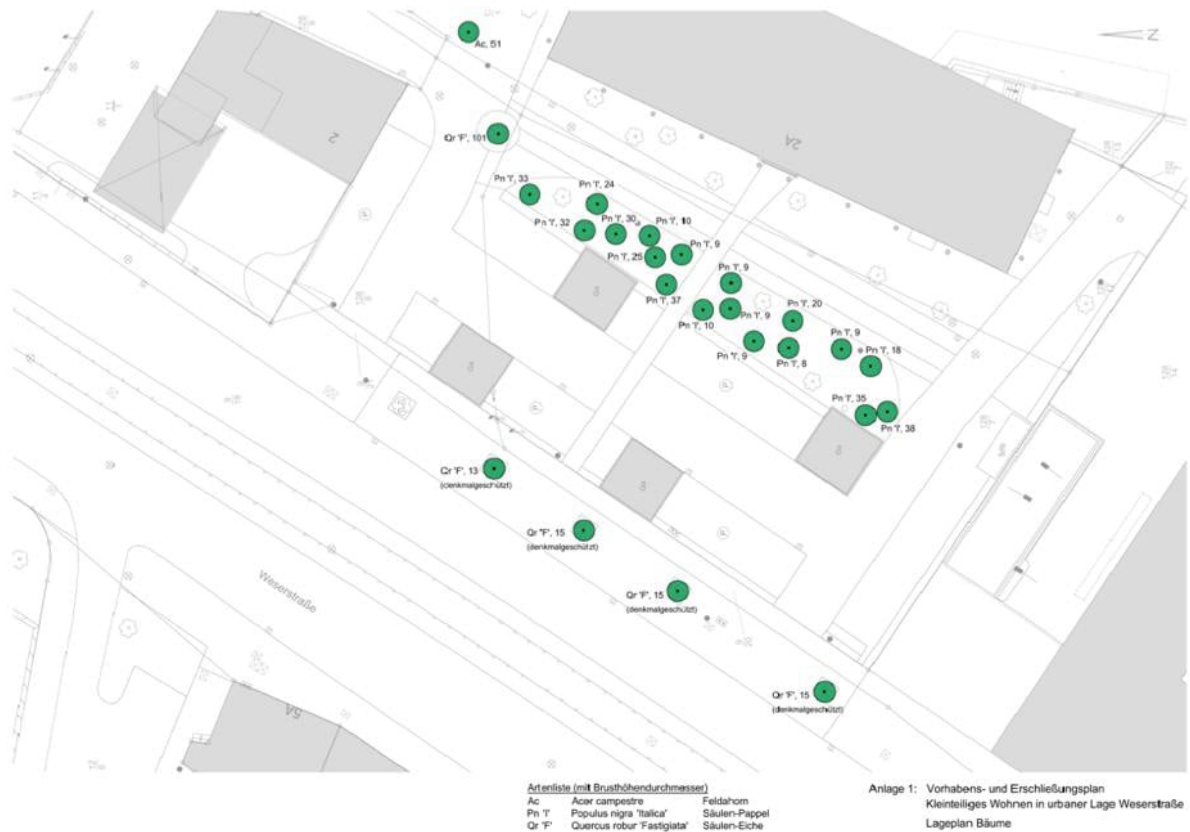 N
Ac, 51
2
Qr 'F', 101
2A
Pn 'I', 33
Pn 'I', 24
Pn 'I', 32
Pn 'I', 30
Pn 'I', 10
Pn 'I', 25
Pn 'I', 9
Pn 'I', 37
Pn 'I', 9
Pn 'I', 10
Pn 'I', 9
Pn 'I', 20
Pn 'I', 9
Pn 'I', 8
Pn 'I', 9
Pn 'I', 18
Pn 'I', 35
Pn 'I', 38
Qr 'F', 13
(denkmalgeschützt)
Qr 'F', 15
(denkmalgeschützt)
Qr 'F', 15
(denkmalgeschützt)
Qr 'F', 15
(denkmalgeschützt)
Weserstraße
5A
Artenliste (mit Brusthöhendurchmesser)
Ac Acer campestre Feldahorn
Pn 'I' Populus nigra 'Italica' Säulen-Pappel
Qr 'F' Quercus robur 'Fastigiata' Säulen-Eiche
Anlage 1: Vorhabens- und Erschließungsplan
Kleinteiliges Wohnen in urbaner Lage Weserstraße
Lageplan Bäume